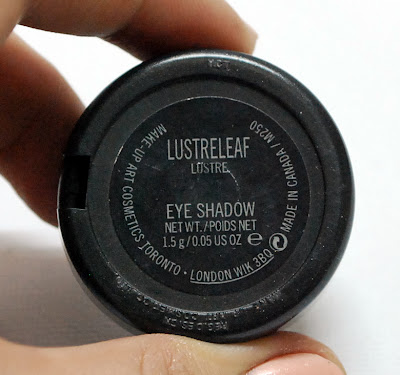 LUSTRELEAF
LUSTRE
EYE SHADOW
NET WT./POIDS NET
1.5 g / 0.05 US OZ e
MAKE-UP ART COSMETICS TORONTO • LONDON WIK 3BQ
MADE IN CANADA / M250